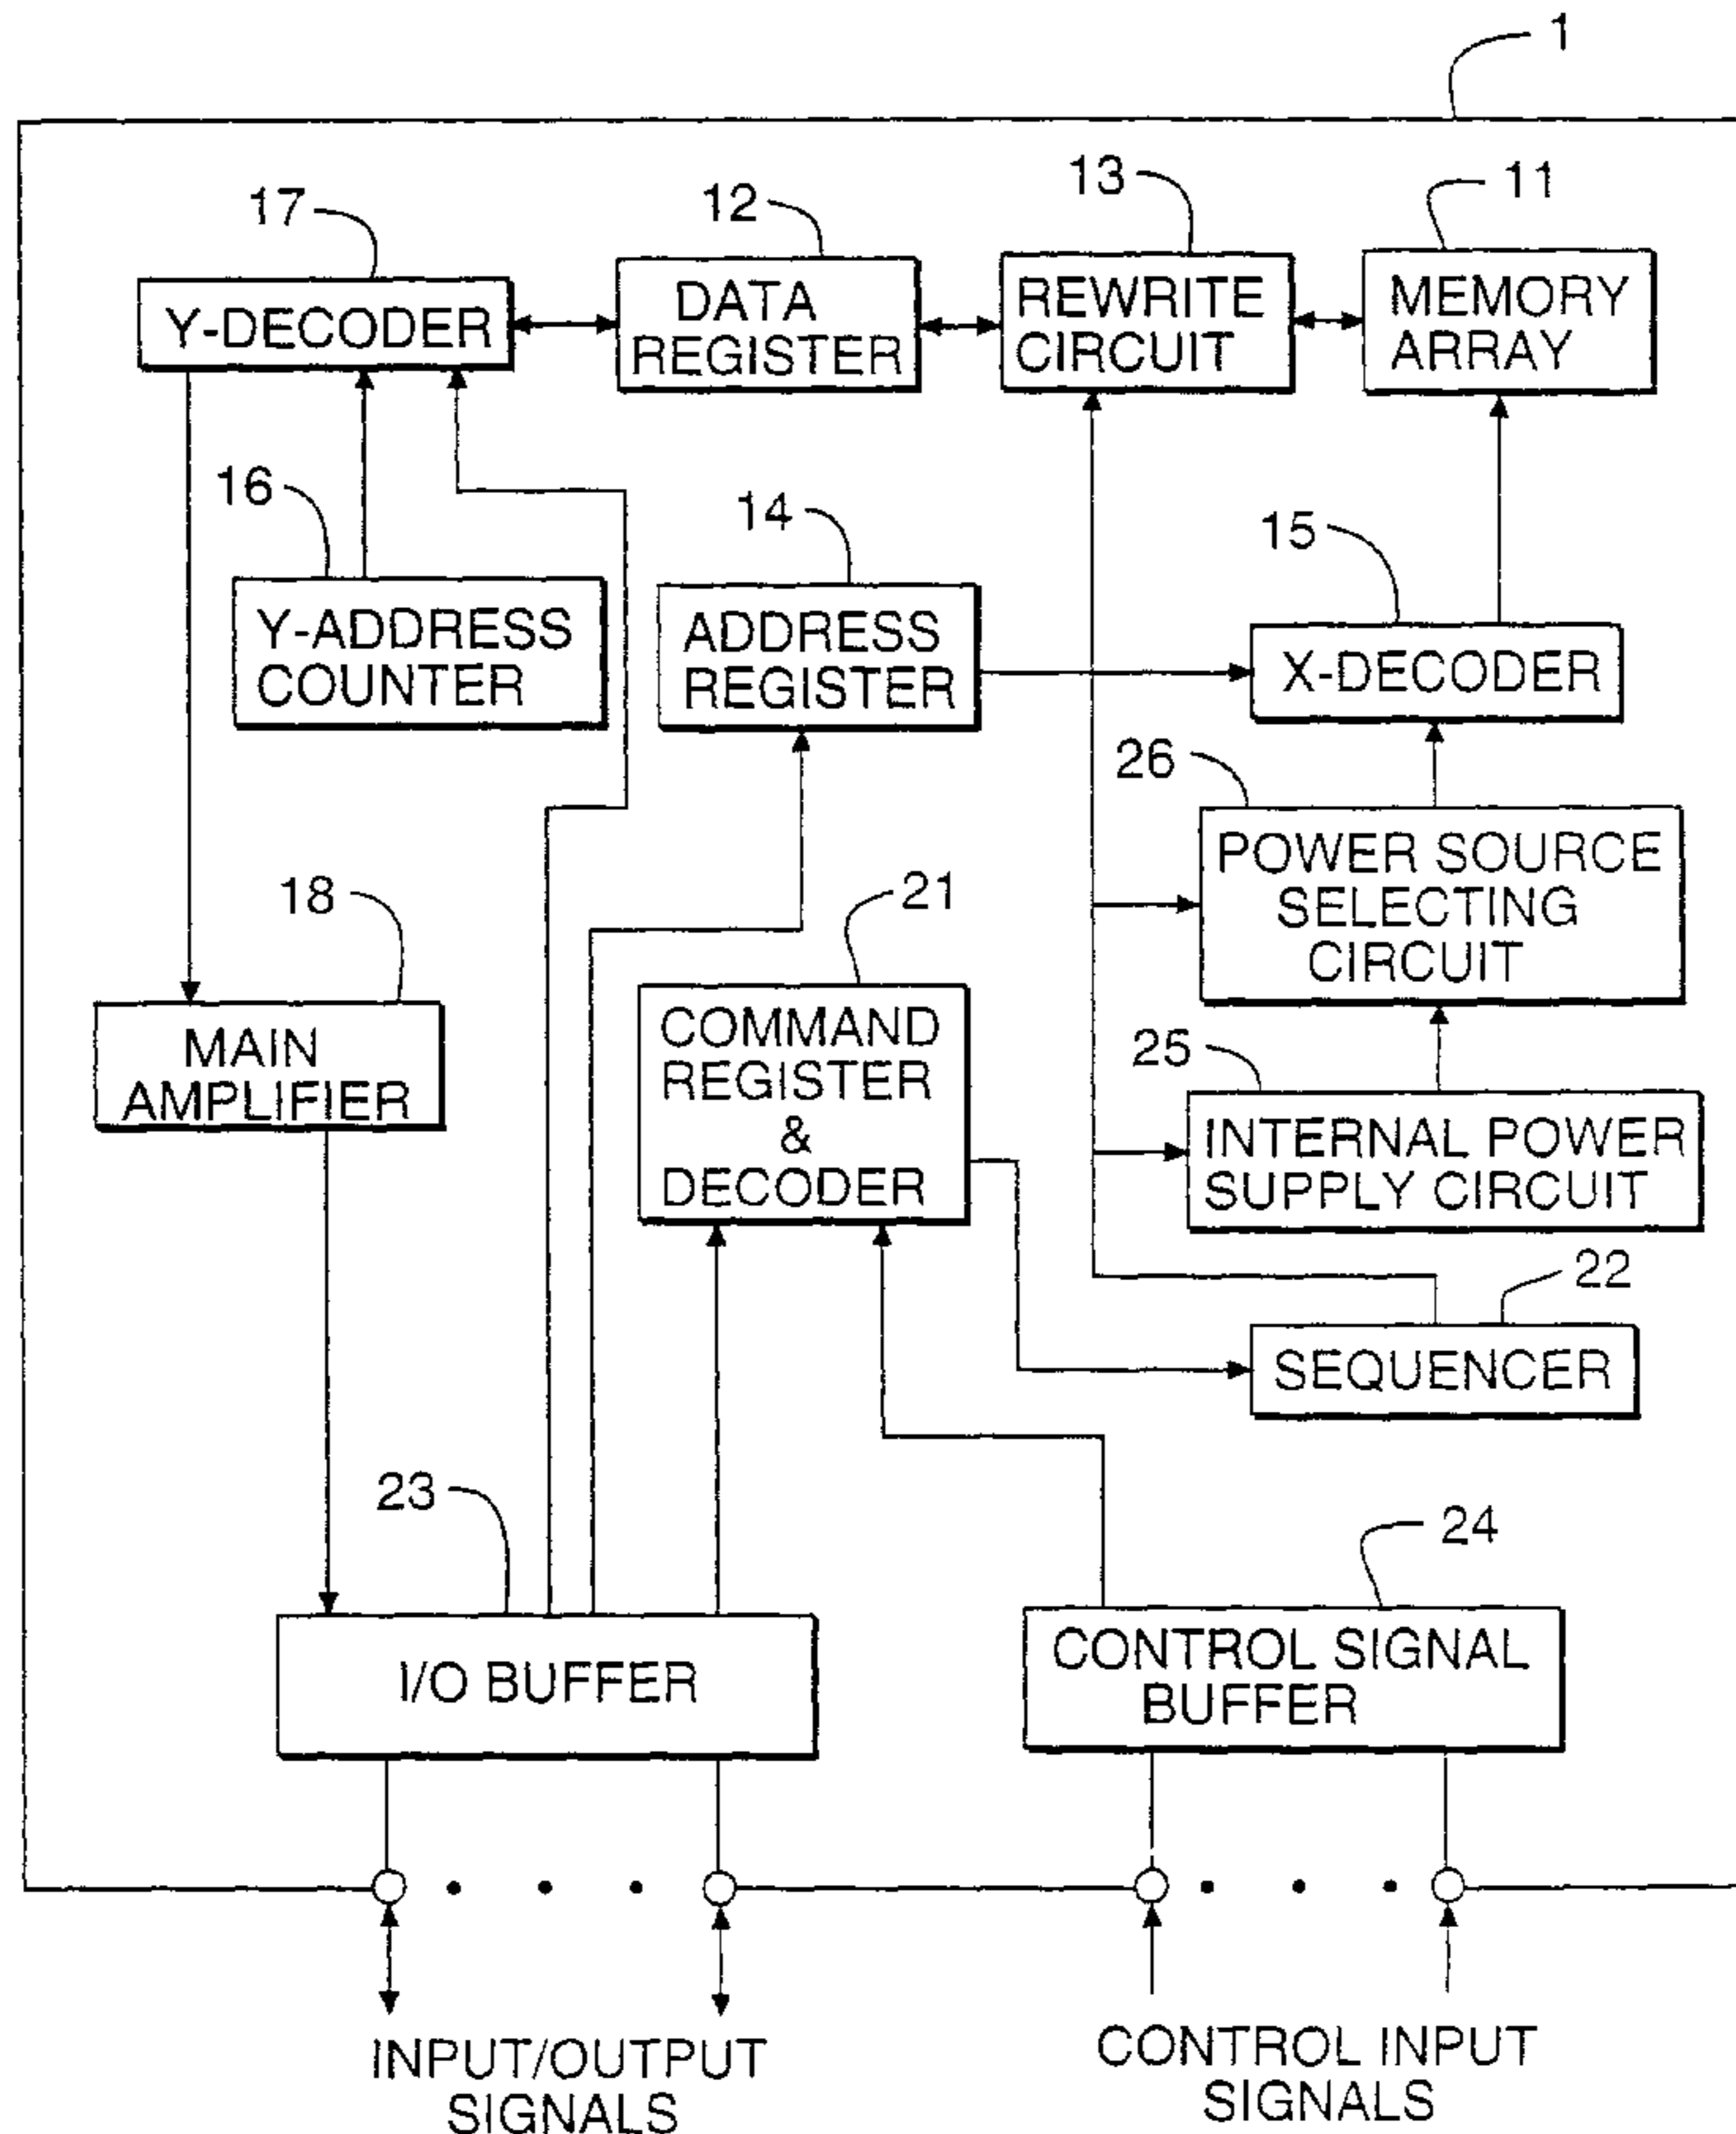 1
17
12
13
11
Y-DECODER
DATA
REGISTER
REWRITE
CIRCUIT
MEMORY
ARRAY
16
14
15
Y-ADDRESS
COUNTER
ADDRESS
REGISTER
X-DECODER
26
POWER SOURCE
SELECTING
CIRCUIT
18
21
MAIN
AMPLIFIER
COMMAND
REGISTER
&
DECODER
25
INTERNAL POWER
SUPPLY CIRCUIT
22
SEQUENCER
23
24
I/O BUFFER
CONTROL SIGNAL
BUFFER
INPUT/OUTPUT
SIGNALS
CONTROL INPUT
SIGNALS